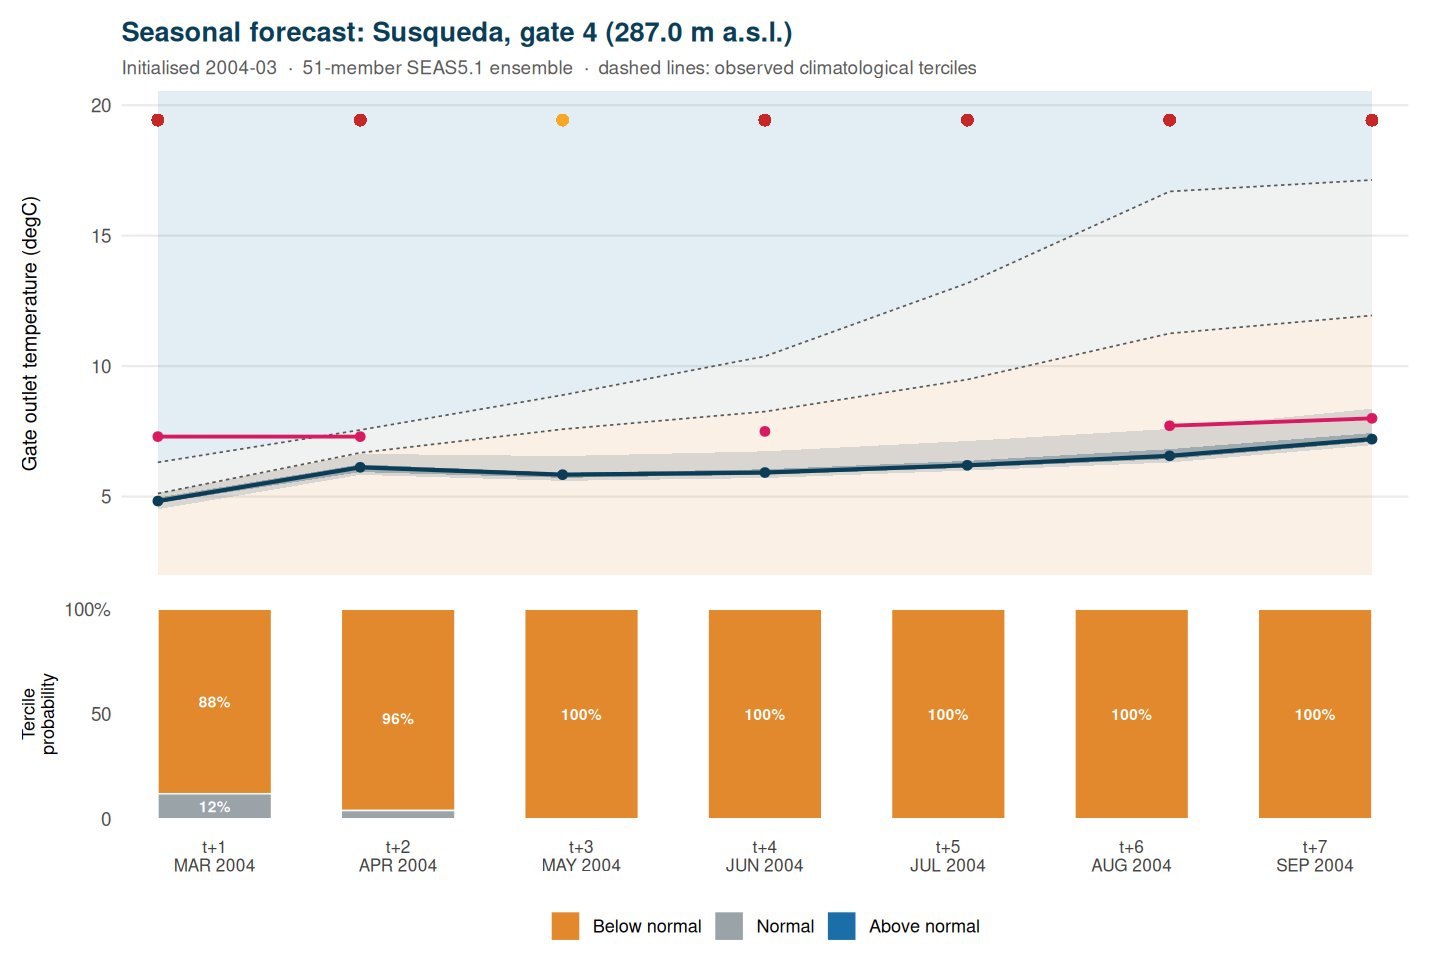 Seasonal forecast: Susqueda, gate 4 (287.0 m a.s.l.)
Initialised 2004-03 · 51-member SEAS5.1 ensemble · dashed lines: observed climatological terciles
Gate outlet temperature (degC)
20
15
10
5
Tercile
probability
100%
50
0
88%
12%
96%
100%
100%
100%
100%
100%
t+1
MAR 2004
t+2
APR 2004
t+3
MAY 2004
t+4
JUN 2004
t+5
JUL 2004
t+6
AUG 2004
t+7
SEP 2004
Below normal
Normal
Above normal